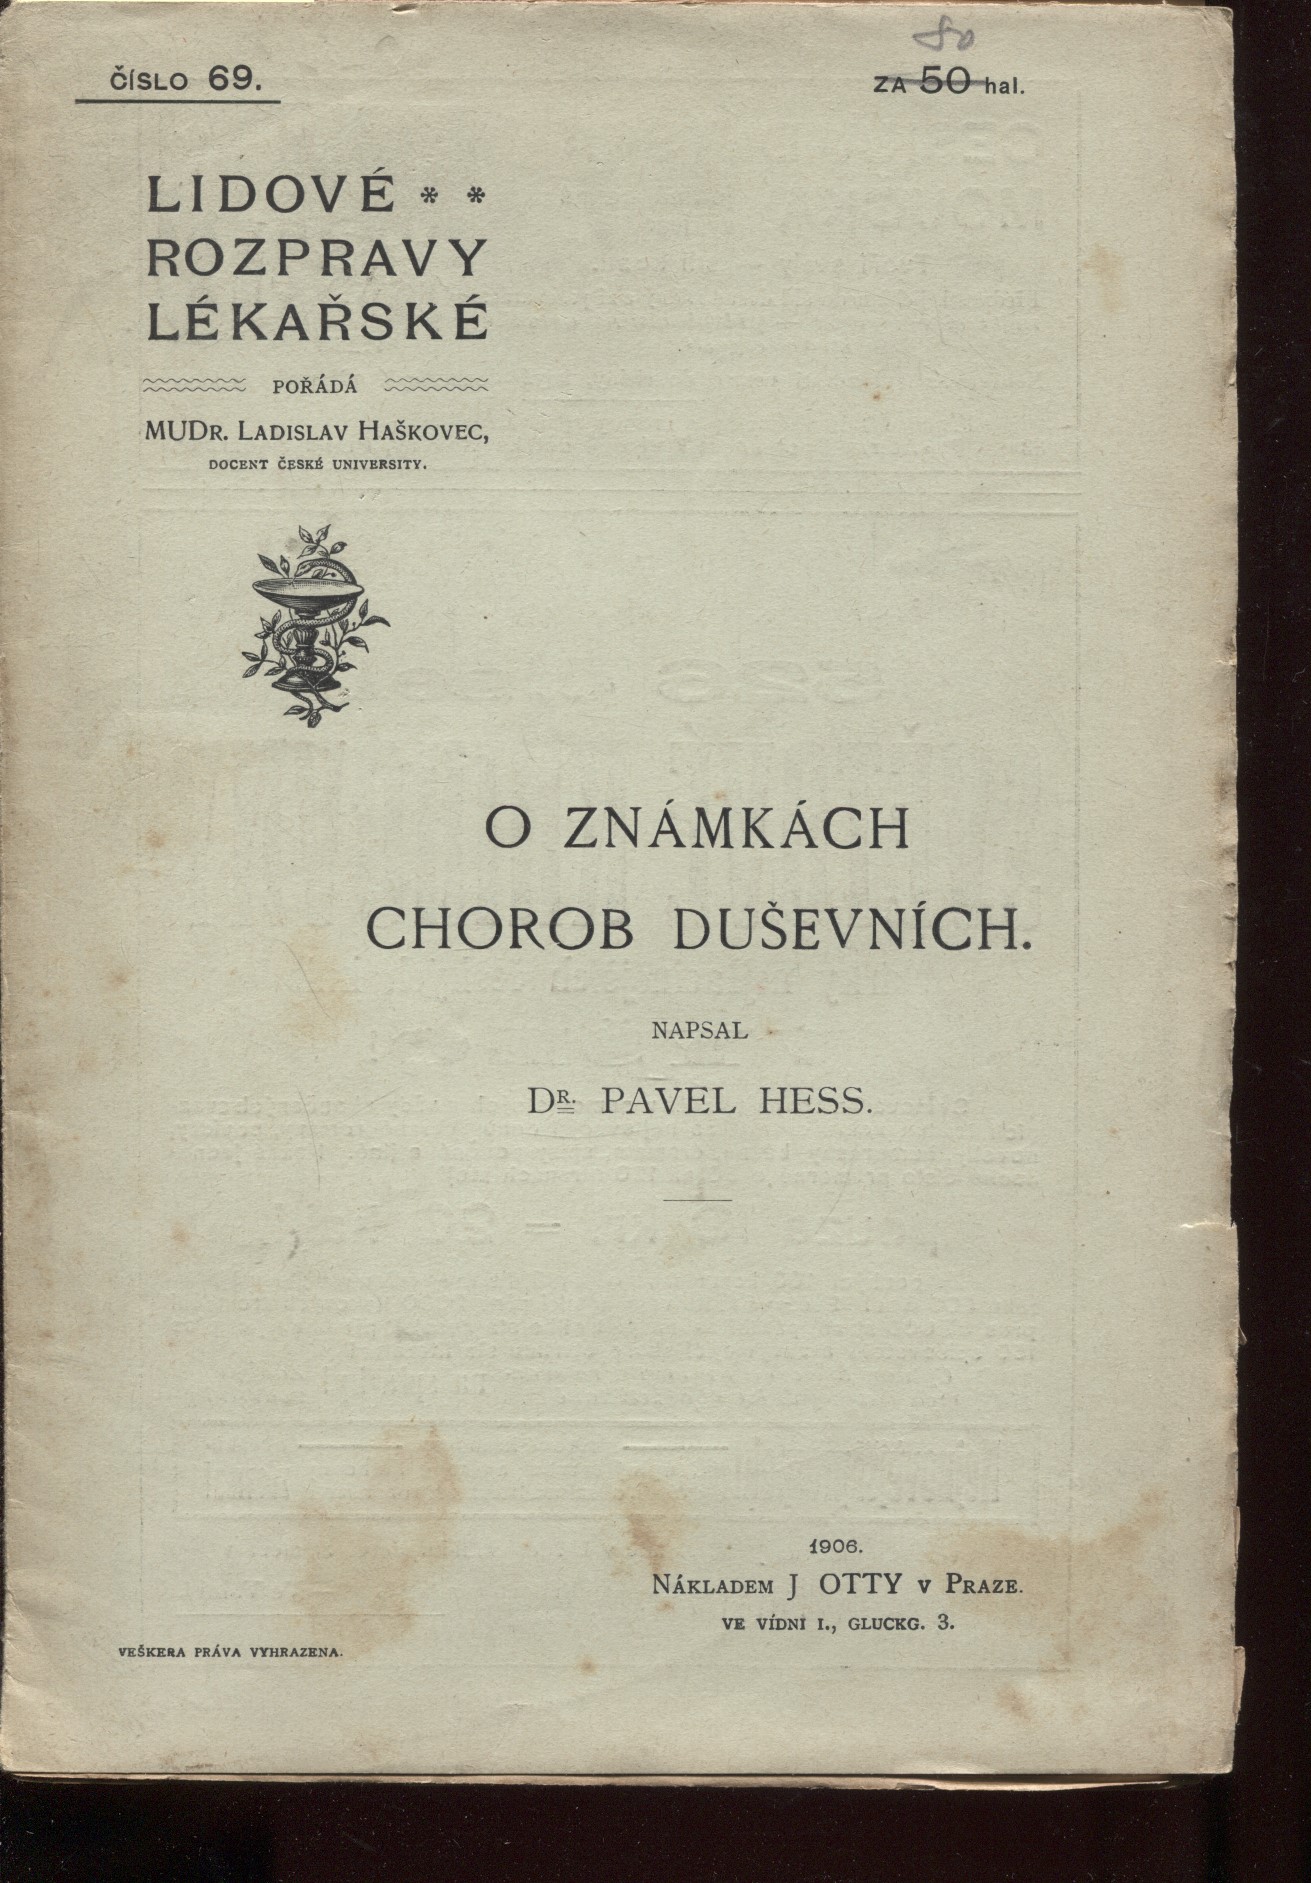 80
ČÍSLO 69.
ZA 50 hal.
LIDOVÉ * *
ROZPRAVY
LÉKAŘSKÉ
POŘÁDÁ
MUDR. LADISLAV HAŠKOVEC,
DOCENT ČESKÉ UNIVERSITY.
O ZNÁMKÁCH
CHOROB DUŠEVNÍCH.
NAPSAL
DR. PAVEL HESS.
1906.
NÁKLADEM J OTTY V PRAZE.
VE VÍDNI I., GLUCKG. 3.
VEŠKERA PRÁVA VYHRAZENA.